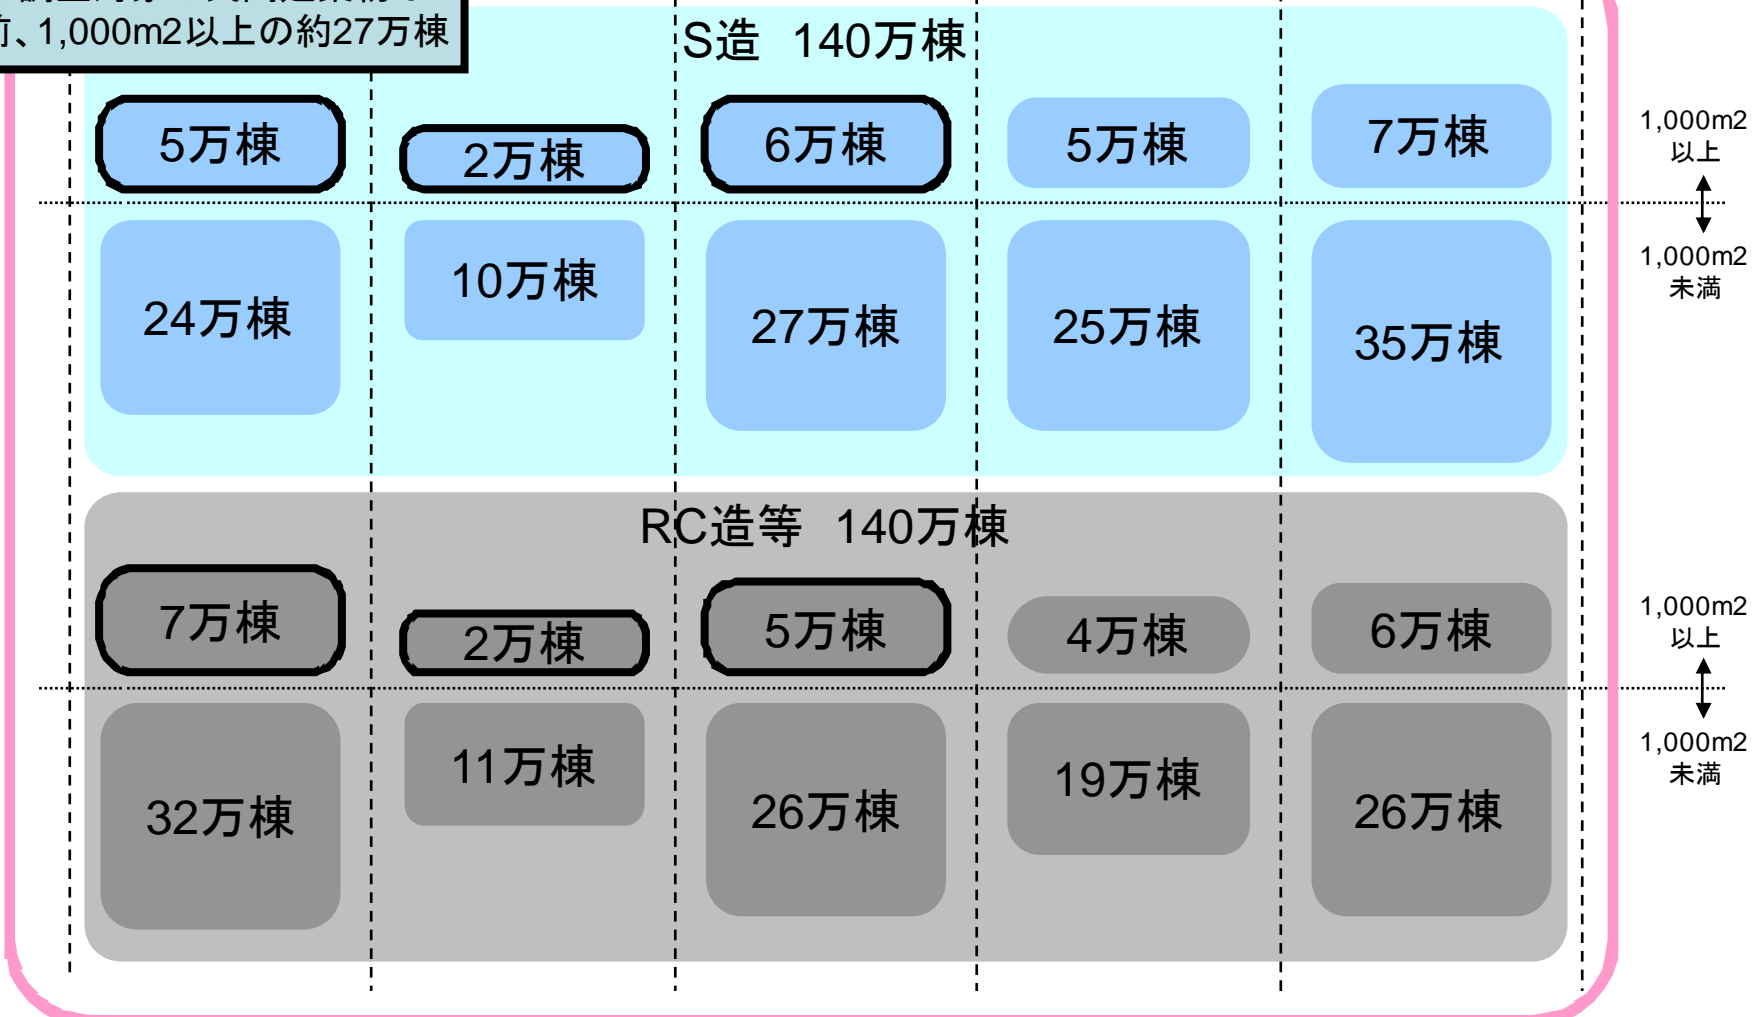 前、1,000m2以上の約27万棟
S造 140万棟
5万棟
2万棟
6万棟
5万棟
7万棟
1,000m2
以上
24万棟
10万棟
27万棟
25万棟
35万棟
1,000m2
未満
RC造等 140万棟
7万棟
2万棟
5万棟
4万棟
6万棟
1,000m2
以上
32万棟
11万棟
26万棟
19万棟
26万棟
1,000m2
未満